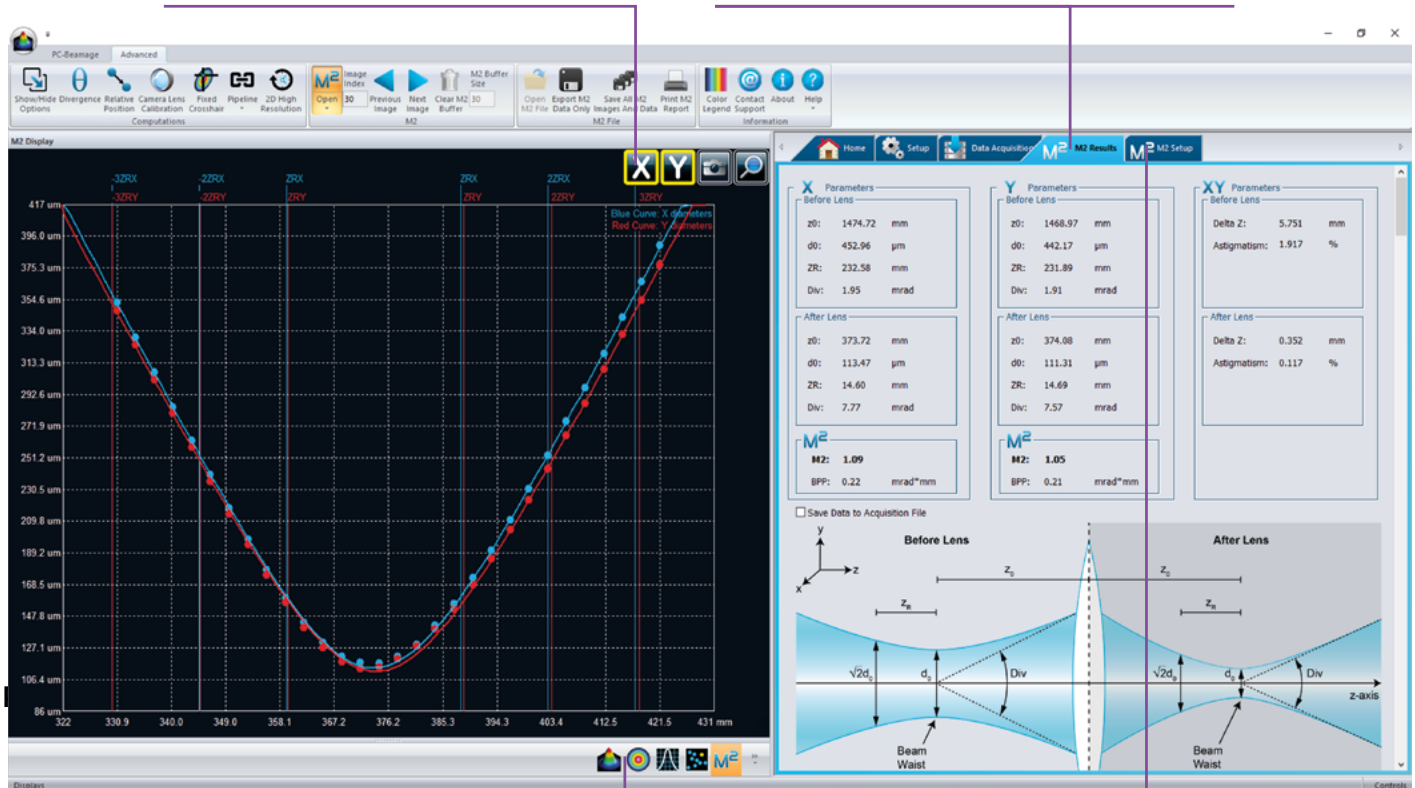 PC-Beamage Advanced
Show/Hide Options
Divergence
Relative Position
Camera Lens Calibration
Fixed Crosshair
Pipeline
2D High Resolution
Computations
M2
Open
Image Index
30
Previous Image
Next Image
Clear M2 Buffer
M2 Buffer Size
30
M2
Open M2 File
Export M2 Data Only
Save All M2 Images And Data
Print M2 Report
M2 File
Color Legend
Contact Support
About
Help
Information
M2 Display
X Y
-3ZRX -2ZRX ZRX ZRX 2ZRX
-3ZRY -2ZRY ZRY ZRY 2ZRY 3ZRY
Blue Curve: X diameters
Red Curve: Y diameters
417 um
396.0 um
375.3 um
354.6 um
334.0 um
313.3 um
292.6 um
271.9 um
251.2 um
230.5 um
209.8 um
189.2 um
168.5 um
147.8 um
127.1 um
106.4 um
86 um
322 330.9 340.0 349.0 358.1 367.2 376.2 385.3 394.3 403.4 412.5 421.5 431 mm
M2
Displays
Home Setup Data Acquisition M2 M2 Results M2 M2 Setup
X Parameters
Before Lens
z0: 1474.72 mm
d0: 452.96 µm
ZR: 232.58 mm
Div: 1.95 mrad
After Lens
z0: 373.72 mm
d0: 113.47 µm
ZR: 14.60 mm
Div: 7.77 mrad
M2
M2: 1.09
BPP: 0.22 mrad*mm
Y Parameters
Before Lens
z0: 1468.97 mm
d0: 442.17 µm
ZR: 231.89 mm
Div: 1.91 mrad
After Lens
z0: 374.08 mm
d0: 111.31 µm
ZR: 14.69 mm
Div: 7.57 mrad
M2
M2: 1.05
BPP: 0.21 mrad*mm
XY Parameters
Before Lens
Delta Z: 5.751 mm
Astigmatism: 1.917 %
After Lens
Delta Z: 0.352 mm
Astigmatism: 0.117 %
Save Data to Acquisition File
y
z
x
Before Lens
After Lens
z0 z0
zR zR
√2d0 d0 Div √2d0 d0 Div
z-axis
Beam Waist
Beam Waist
Controls